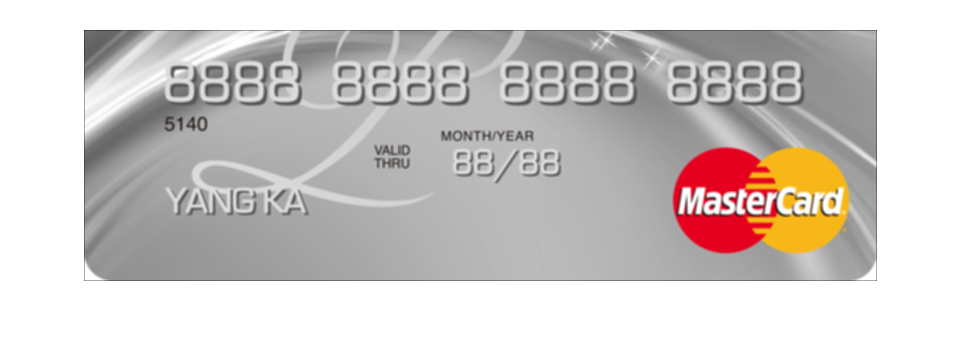 8888 8888 8888 8888
5140
MONTH/YEAR
VALID THRU 88/88
YANG KA
MasterCard